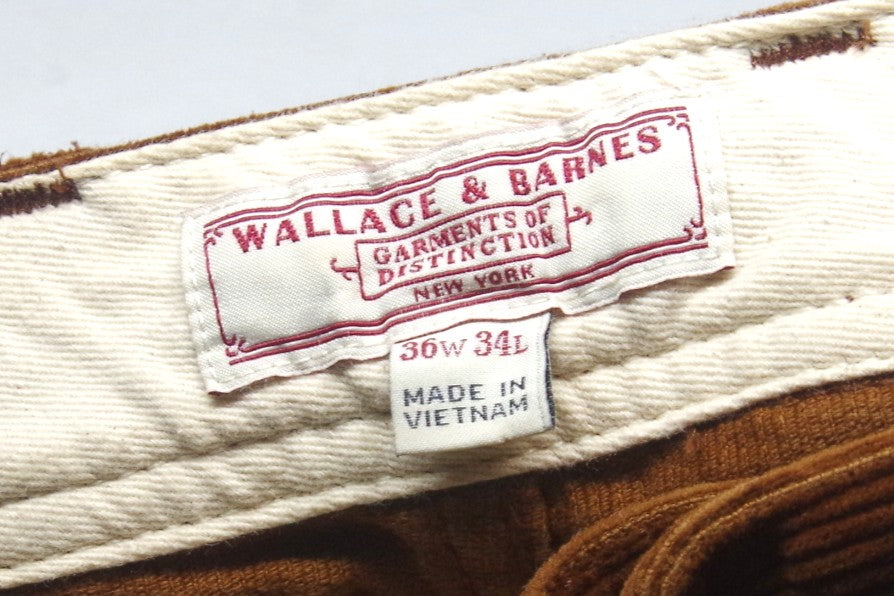 WALLACE & BARNES
GARMENTS OF
DISTINCTION
NEW YORK
36W 34L
MADE IN
VIETNAM